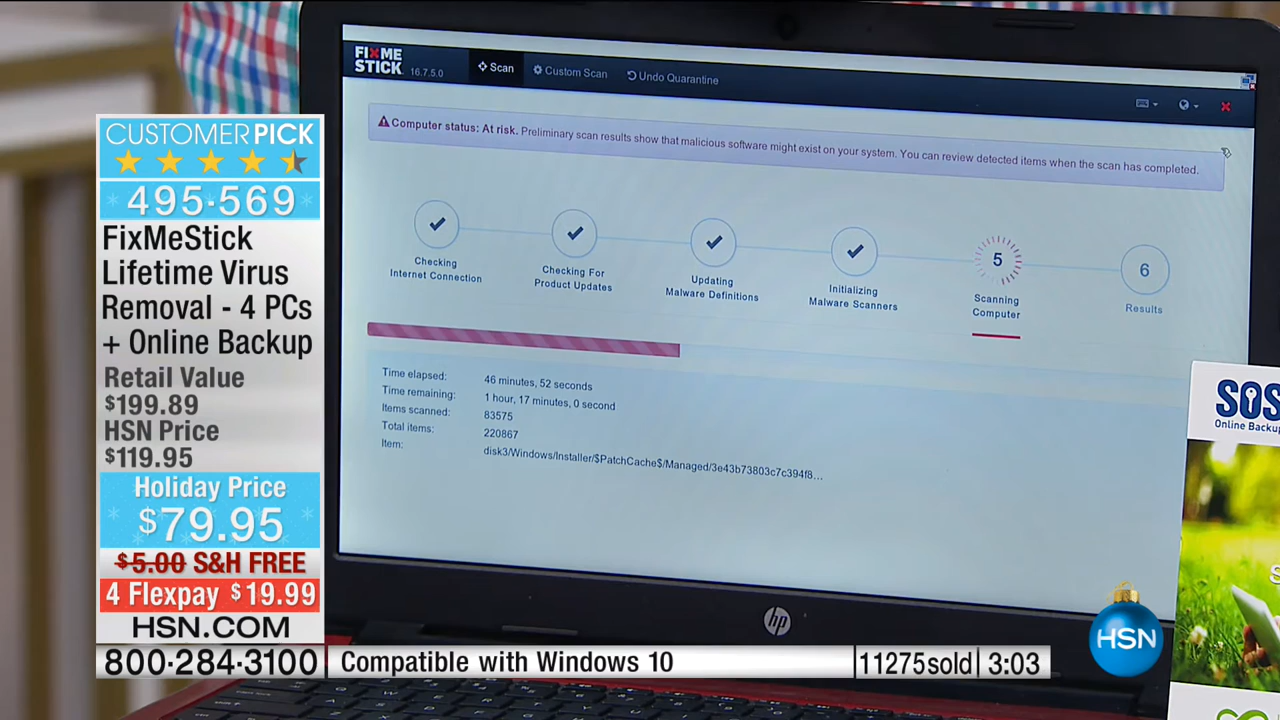 CUSTOMER PICK
495-569
FixMeStick
Lifetime Virus
Removal - 4 PCs
+ Online Backup
Retail Value
$199.89
HSN Price
$119.95
Holiday Price
$79.95
$5.00 S&H FREE
4 Flexpay $19.99
HSN.COM
800-284-3100
Compatible with Windows 10
11275sold
3:03
FIXME
STICK
16.7.5.0
Scan
Custom Scan
Undo Quarantine
Computer status: At risk. Preliminary scan results show that malicious software might exist on your system. You can review detected items when the scan has completed.
Checking
Internet Connection
Checking For
Product Updates
Updating
Malware Definitions
Initializing
Malware Scanners
5
Scanning
Computer
6
Results
Time elapsed: 46 minutes, 52 seconds
Time remaining: 1 hour, 17 minutes, 0 second
Items scanned: 83575
Total items: 220867
Item: disk3/Windows/Installer/$PatchCache$/Managed/3e43b73803c7c394f8...
hp
HSN
SOS
Online Backup